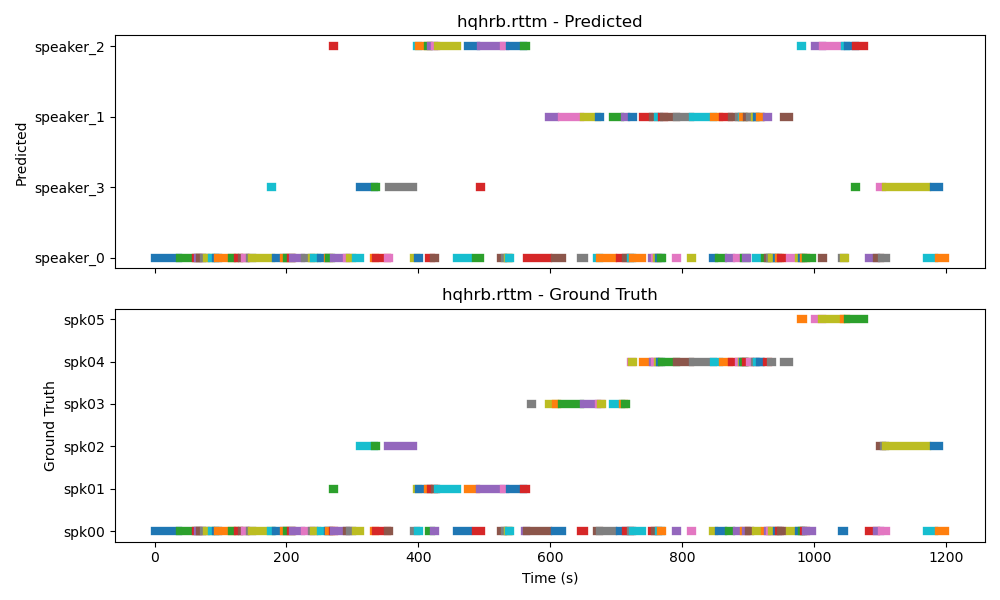 hqhrb.rttm - Predicted
speaker_2
speaker_1
speaker_3
speaker_0
Predicted
hqhrb.rttm - Ground Truth
spk05
spk04
spk03
spk02
spk01
spk00
Ground Truth
0 200 400 600 800 1000 1200
Time (s)